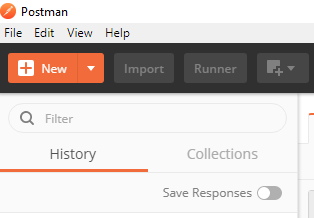 Postman
File Edit View Help
New Import Runner
Filter
History Collections
Save Responses